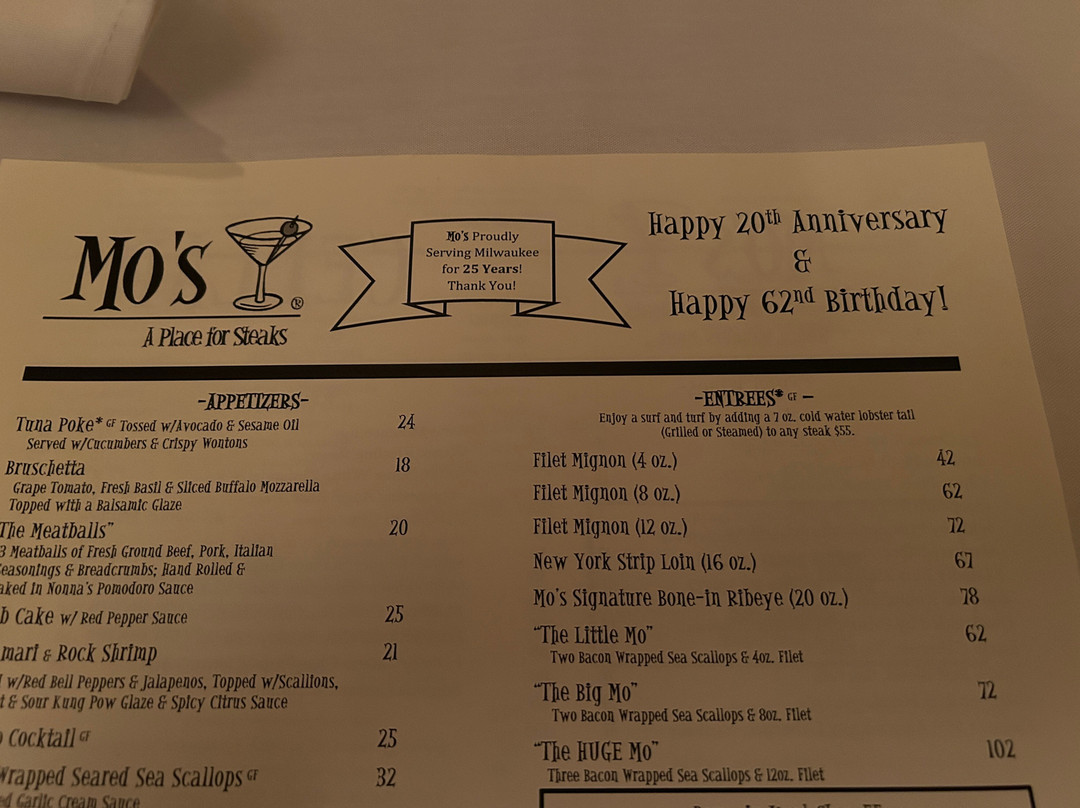 Mo's ®
A Place for Steaks
Mo's Proudly
Serving Milwaukee
for 25 Years!
Thank You!
Happy 20th Anniversary
&
Happy 62nd Birthday!
-APPETIZERS-
Tuna Poke* GF Tossed w/Avocado & Sesame Oil 24
Served w/Cucumbers & Crispy Wontons
Bruschetta 18
Grape Tomato, Fresh Basil & Sliced Buffalo Mozzarella
Topped with a Balsamic Glaze
The Meatballs" 20
3 Meatballs of Fresh Ground Beef, Pork, Italian
easonings & Breadcrumbs; Hand Rolled &
aked in Nonna's Pomodoro Sauce
b Cake w/ Red Pepper Sauce 25
mari & Rock Shrimp 21
w/Red Bell Peppers & Jalapenos, Topped w/Scallions,
t & Sour Kung Pow Glaze & Spicy Citrus Sauce
Cocktail GF 25
Wrapped Seared Sea Scallops GF 32
ed Garlic Cream Sauce
-ENTREES* GF -
Enjoy a surf and turf by adding a 7 oz. cold water lobster tail
(Grilled or Steamed) to any steak $55.
Filet Mignon (4 oz.) 42
Filet Mignon (8 oz.) 62
Filet Mignon (12 oz.) 72
New York Strip Loin (16 oz.) 67
Mo's Signature Bone-in Ribeye (20 oz.) 78
"The Little Mo" 62
Two Bacon Wrapped Sea Scallops & 4oz. Filet
"The Big Mo" 72
Two Bacon Wrapped Sea Scallops & 8oz. Filet
"The HUGE Mo" 102
Three Bacon Wrapped Sea Scallops & 12oz. Filet